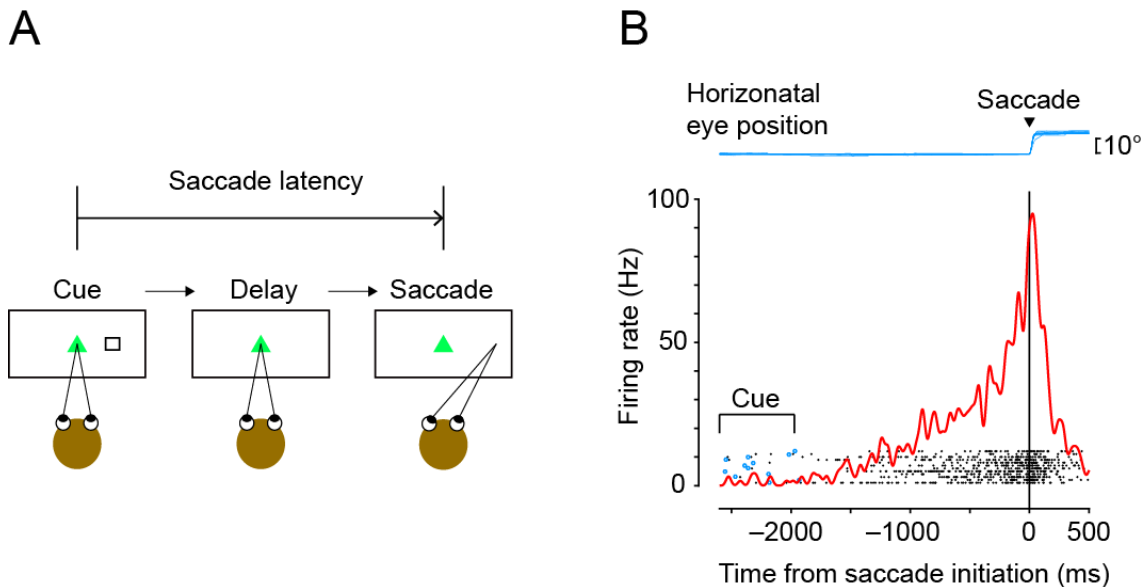 A
Saccade latency
Cue
Delay
Saccade
B
Horizonatal
eye position
Saccade
10°
100
50
0
Firing rate (Hz)
Cue
–2000
–1000
0
500
Time from saccade initiation (ms)